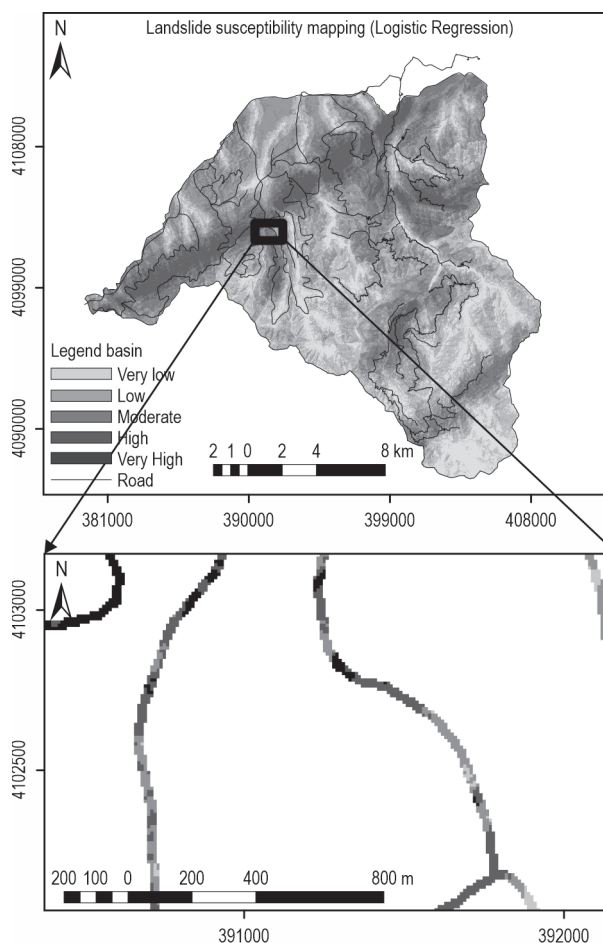 Landslide susceptibility mapping (Logistic Regression)
N
4108000
4099000
4090000
Legend basin
Very low
Low
Moderate
High
Very High
Road
2 1 0 2 4 8 km
381000 390000 399000 408000
N
4103000
4102500
200 100 0 200 400 800 m
391000 392000